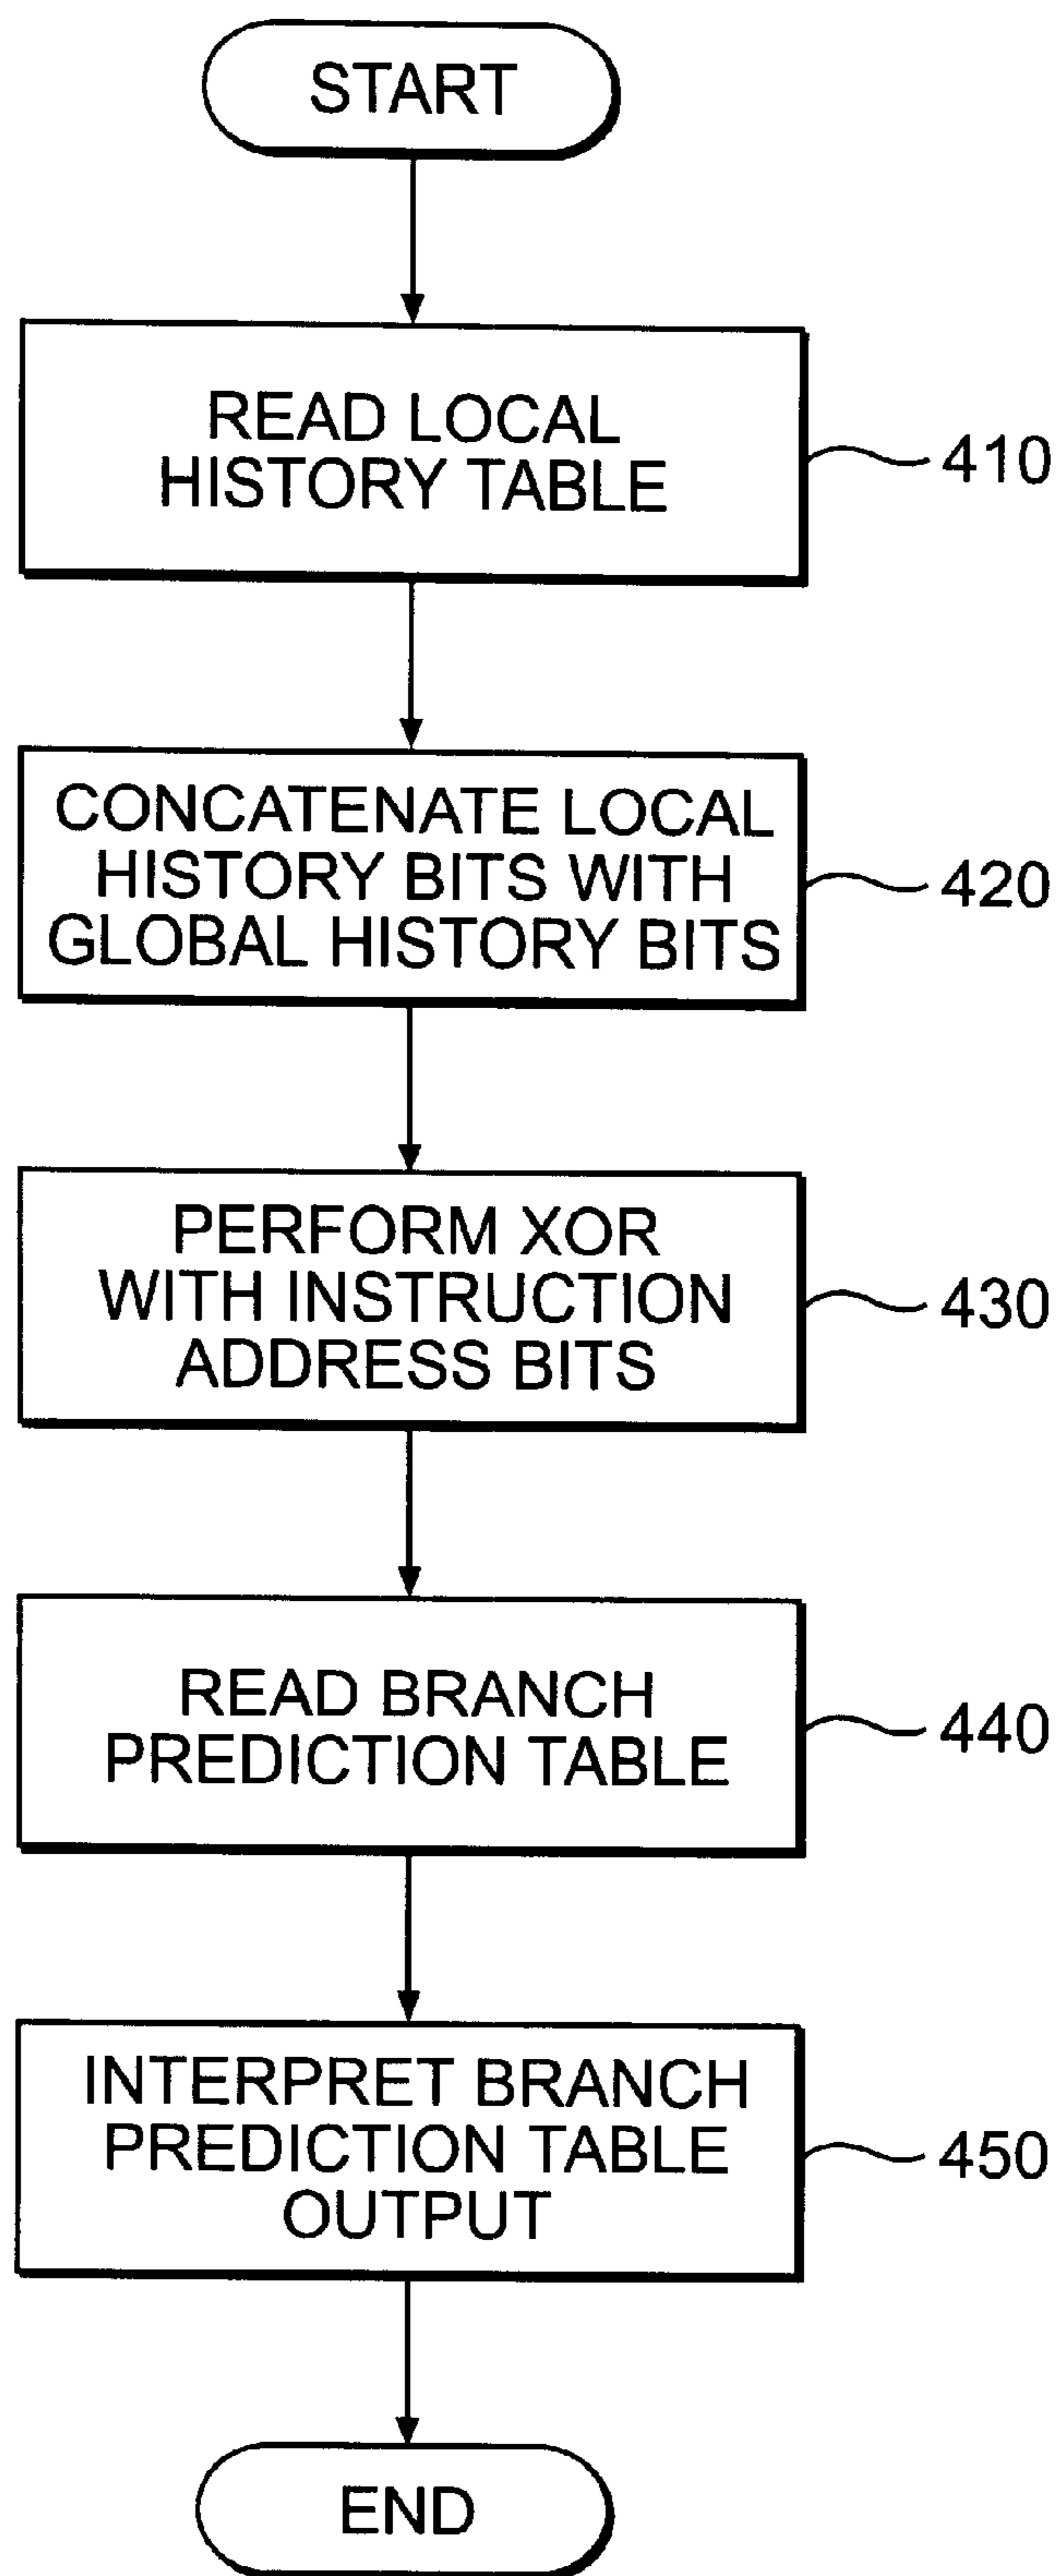 START
READ LOCAL
HISTORY TABLE
410
CONCATENATE LOCAL
HISTORY BITS WITH
GLOBAL HISTORY BITS
420
PERFORM XOR
WITH INSTRUCTION
ADDRESS BITS
430
READ BRANCH
PREDICTION TABLE
440
INTERPRET BRANCH
PREDICTION TABLE
OUTPUT
450
END